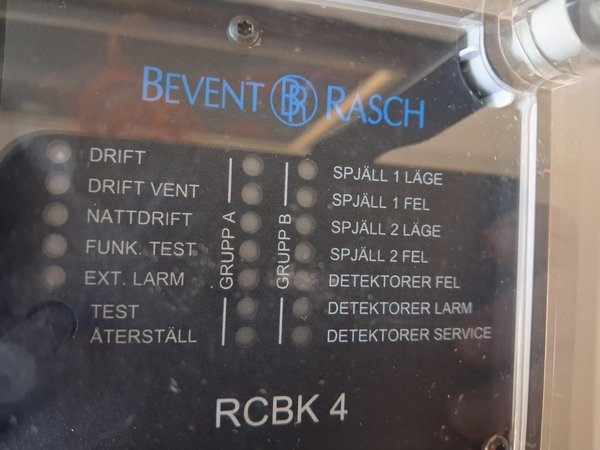 BEVENT BR RASCH
DRIFT
DRIFT VENT
NATTDRIFT
FUNK. TEST
EXT. LARM
TEST
ÅTERSTÄLL
GRUPP A
GRUPP B
SPJÄLL 1 LÄGE
SPJÄLL 1 FEL
SPJÄLL 2 LÄGE
SPJÄLL 2 FEL
DETEKTORER FEL
DETEKTORER LARM
DETEKTORER SERVICE
RCBK 4